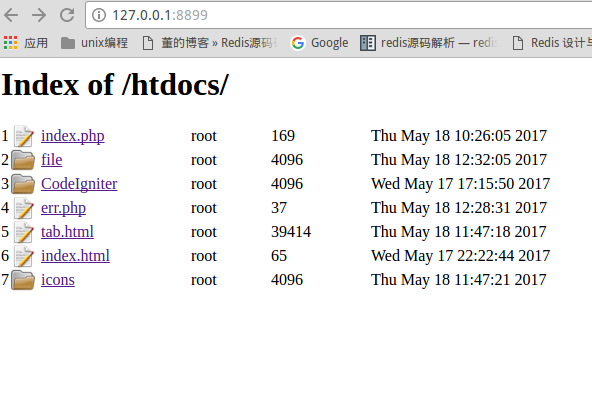 127.0.0.1:8899
应用 unix编程 董的博客 » Redis源码 Google redis源码解析 — redi Redis 设计与
Index of /htdocs/
1 index.php root 169 Thu May 18 10:26:05 2017
2 file root 4096 Thu May 18 12:32:05 2017
3 CodeIgniter root 4096 Wed May 17 17:15:50 2017
4 err.php root 37 Thu May 18 12:28:31 2017
5 tab.html root 39414 Thu May 18 11:47:18 2017
6 index.html root 65 Wed May 17 22:22:44 2017
7 icons root 4096 Thu May 18 11:47:21 2017